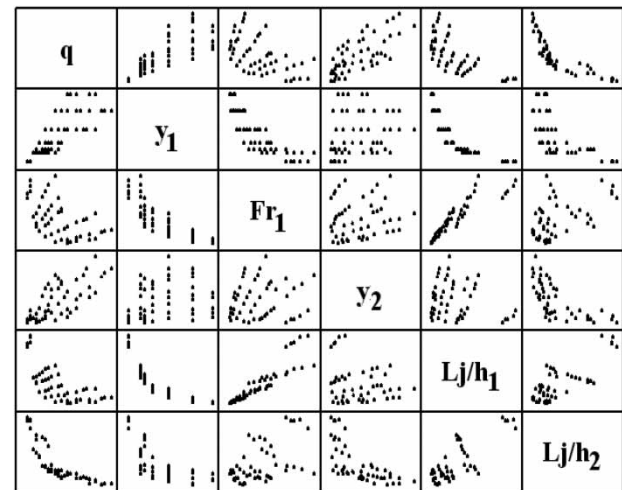 q
y₁
Fr₁
y₂
Lj/h₁
Lj/h₂